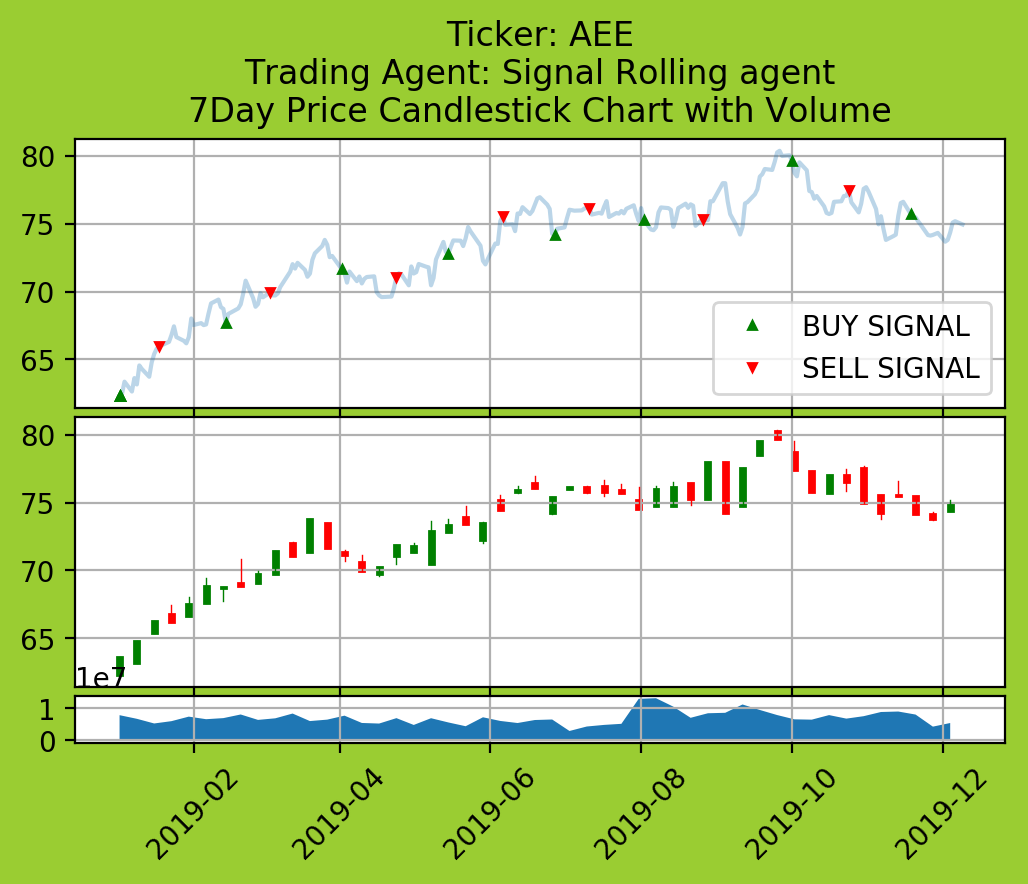 Ticker: AEE
Trading Agent: Signal Rolling agent
7Day Price Candlestick Chart with Volume
80
75
70
65
BUY SIGNAL
SELL SIGNAL
80
75
70
65
1e7
1
0
2019-02
2019-04
2019-06
2019-08
2019-10
2019-12